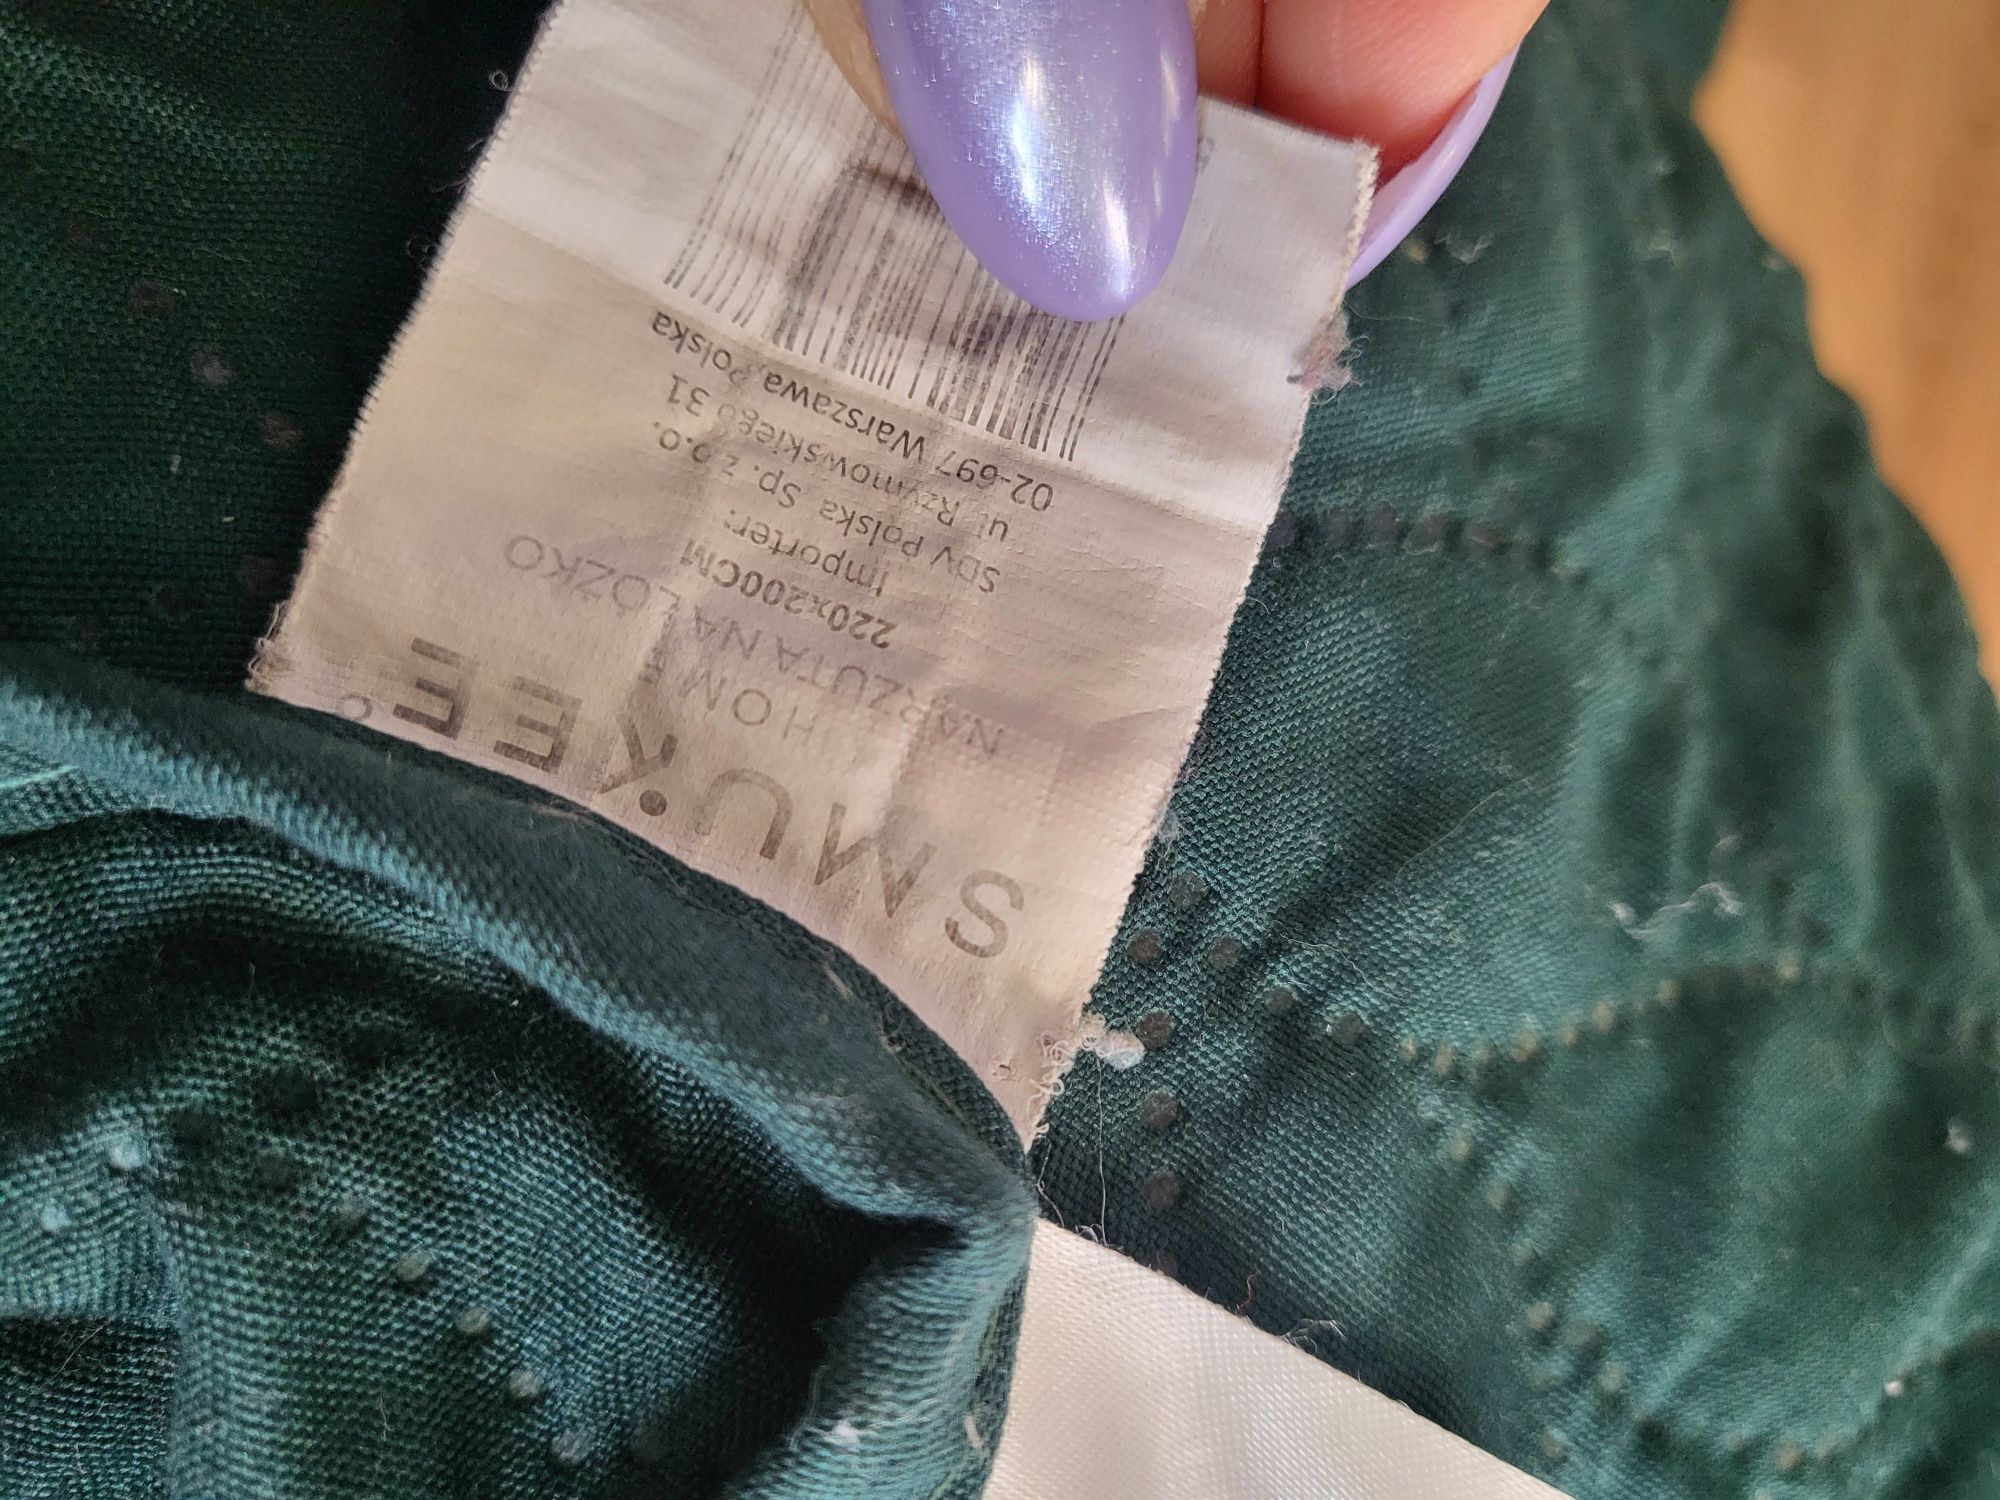 SMUKEE
HOME
NARZUTA NA ŁÓŻKO
220x200CM
Importer:
SDV Polska Sp. z o.o.
ul. Rzymowskiego 31
02-697 Warszawa, Polska